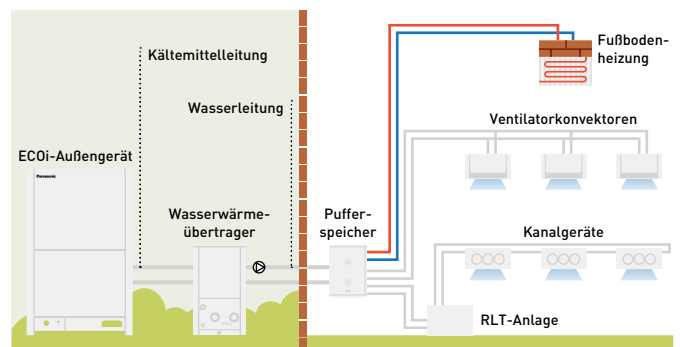 Kältemittelleitung
Fußboden-
heizung
Wasserleitung
Ventilatorkonvektoren
ECOi-Außengerät
Panasonic
Wasserwärme-
übertrager
Puffer-
speicher
Kanalgeräte
RLT-Anlage